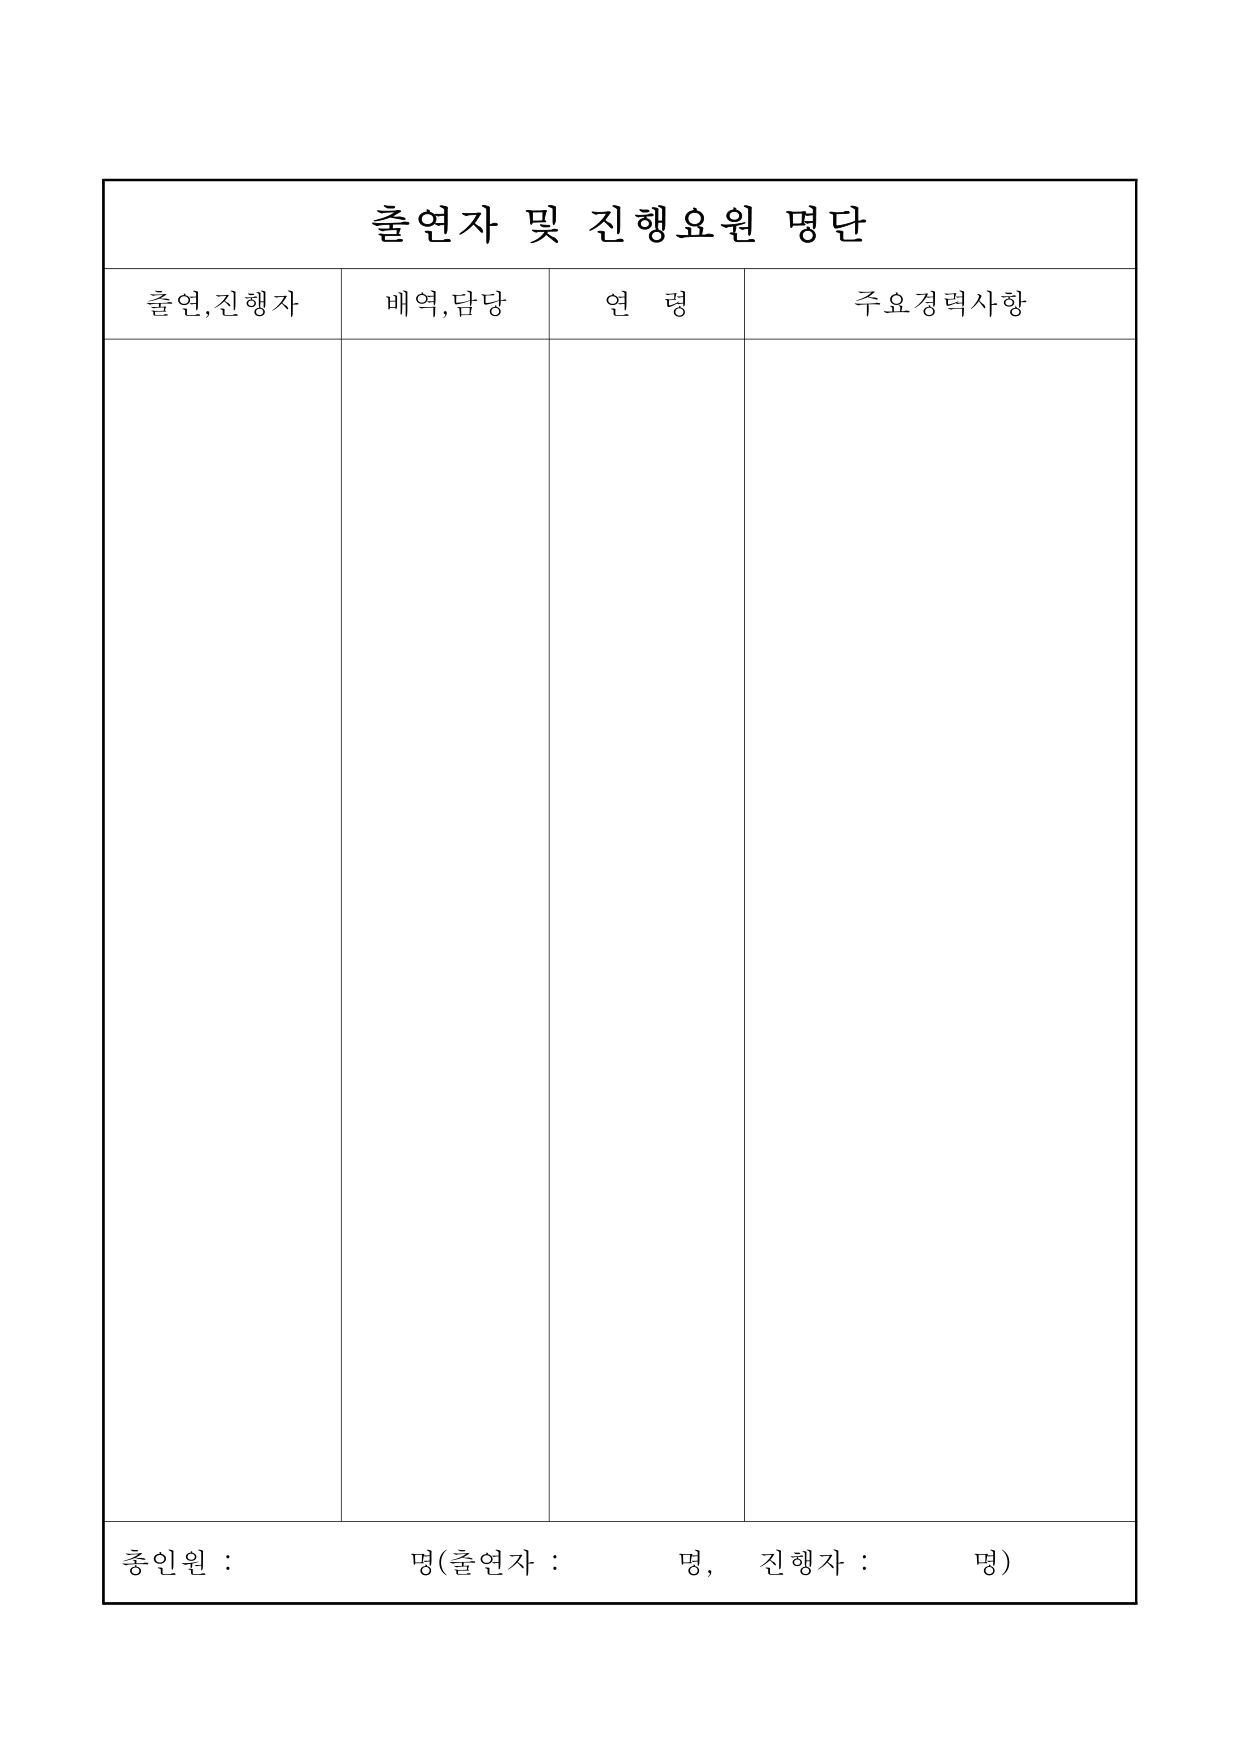 출연자 및 진행요원 명단
출연,진행자 배역,담당 연 령 주요경력사항
총인원 : 명(출연자 : 명, 진행자 : 명)